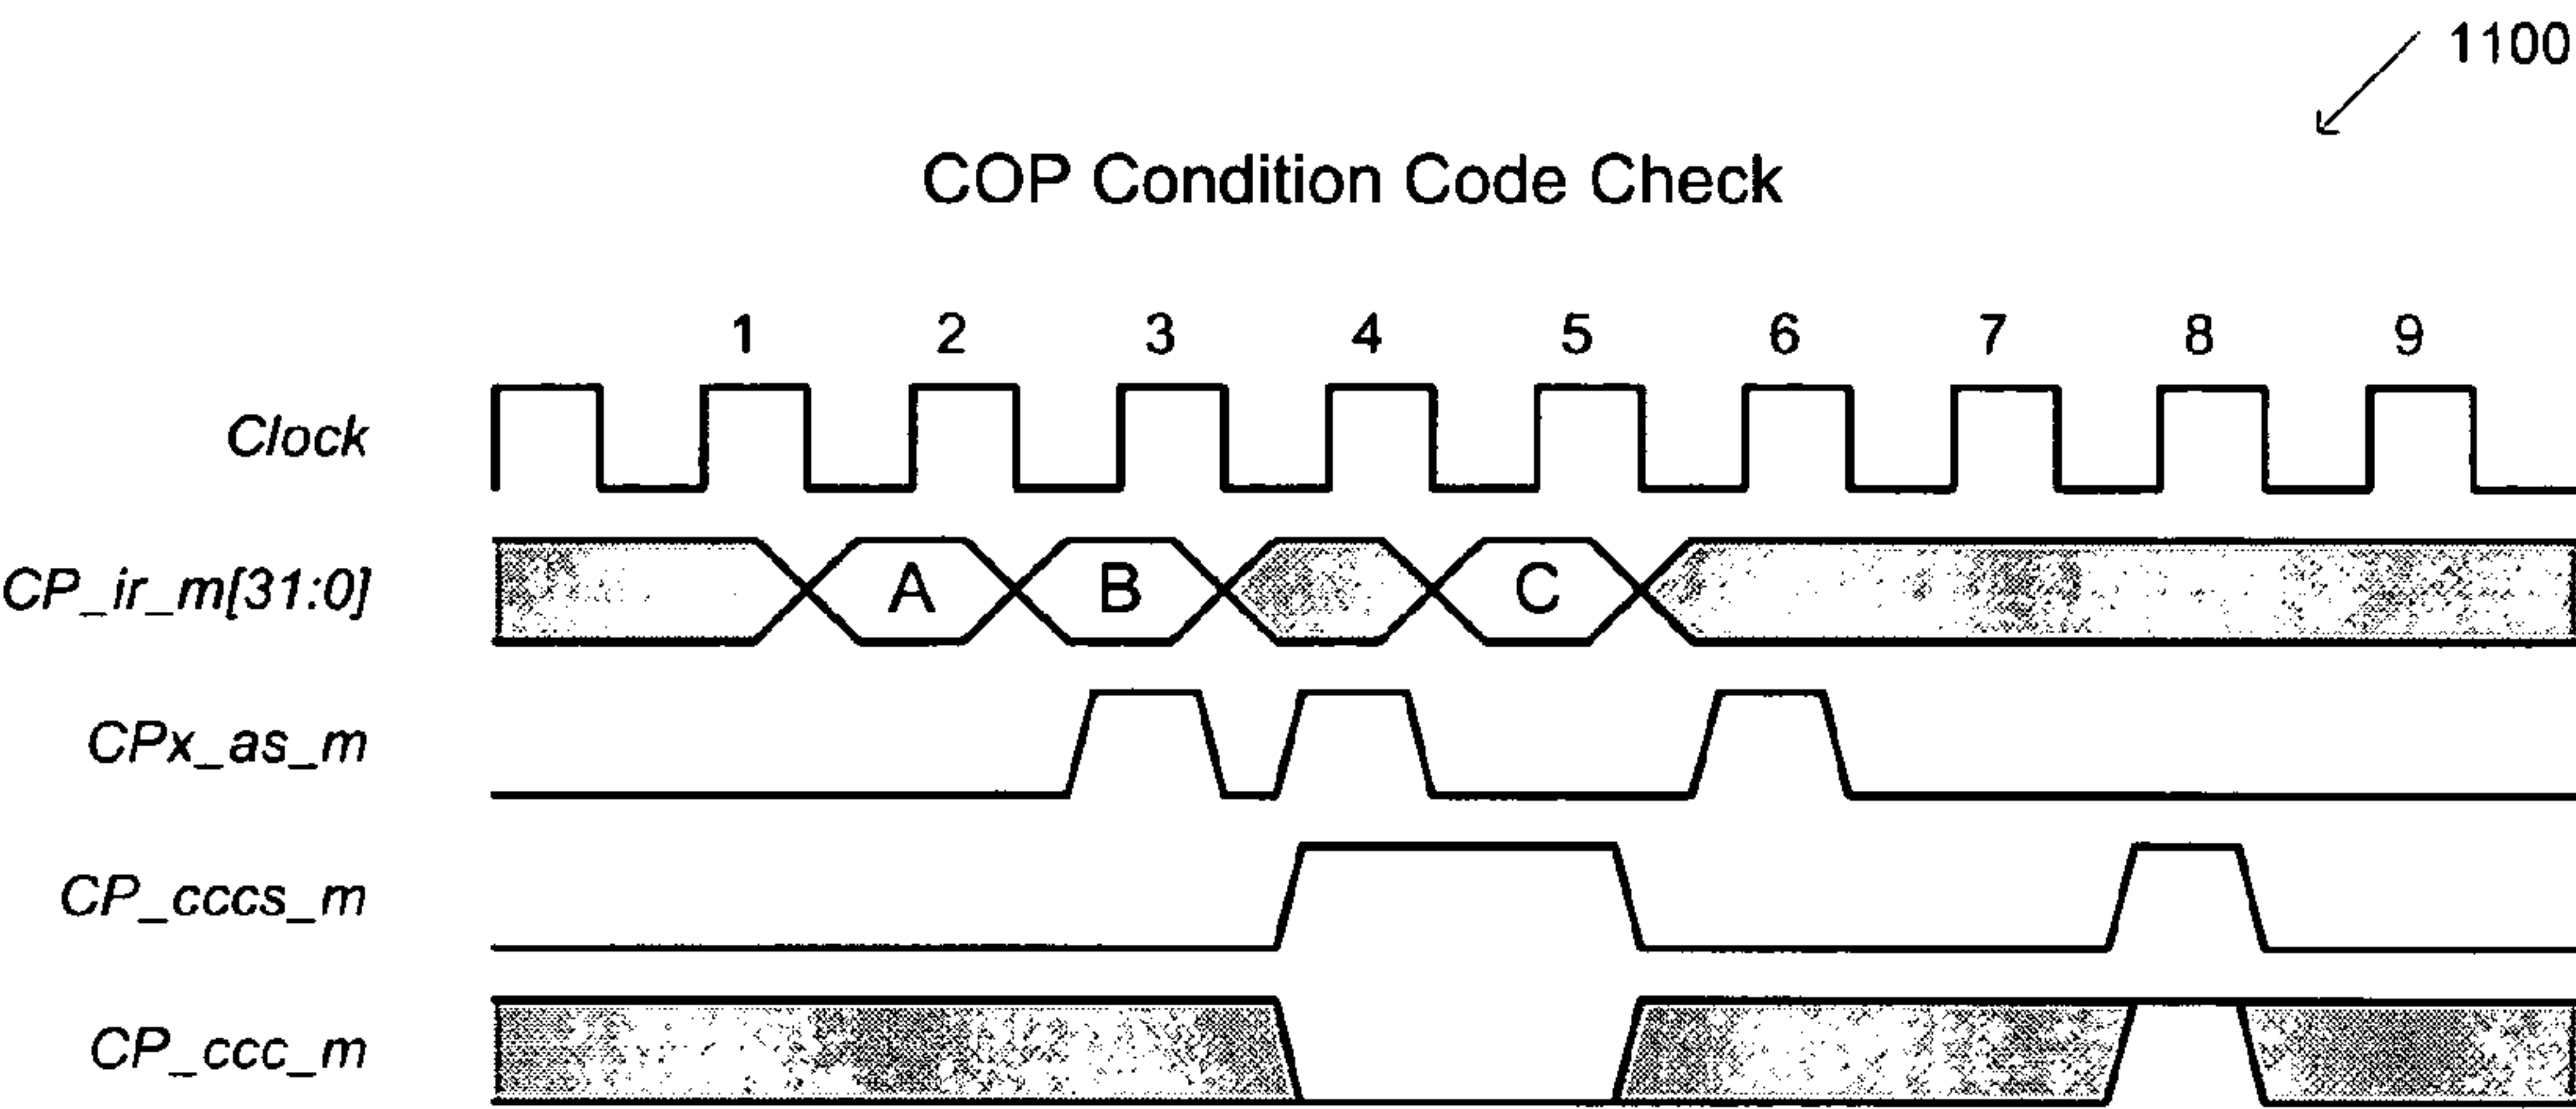 1100
COP Condition Code Check
1 2 3 4 5 6 7 8 9
Clock
CP_ir_m[31:0] A B C
CPx_as_m
CP_cccs_m
CP_ccc_m